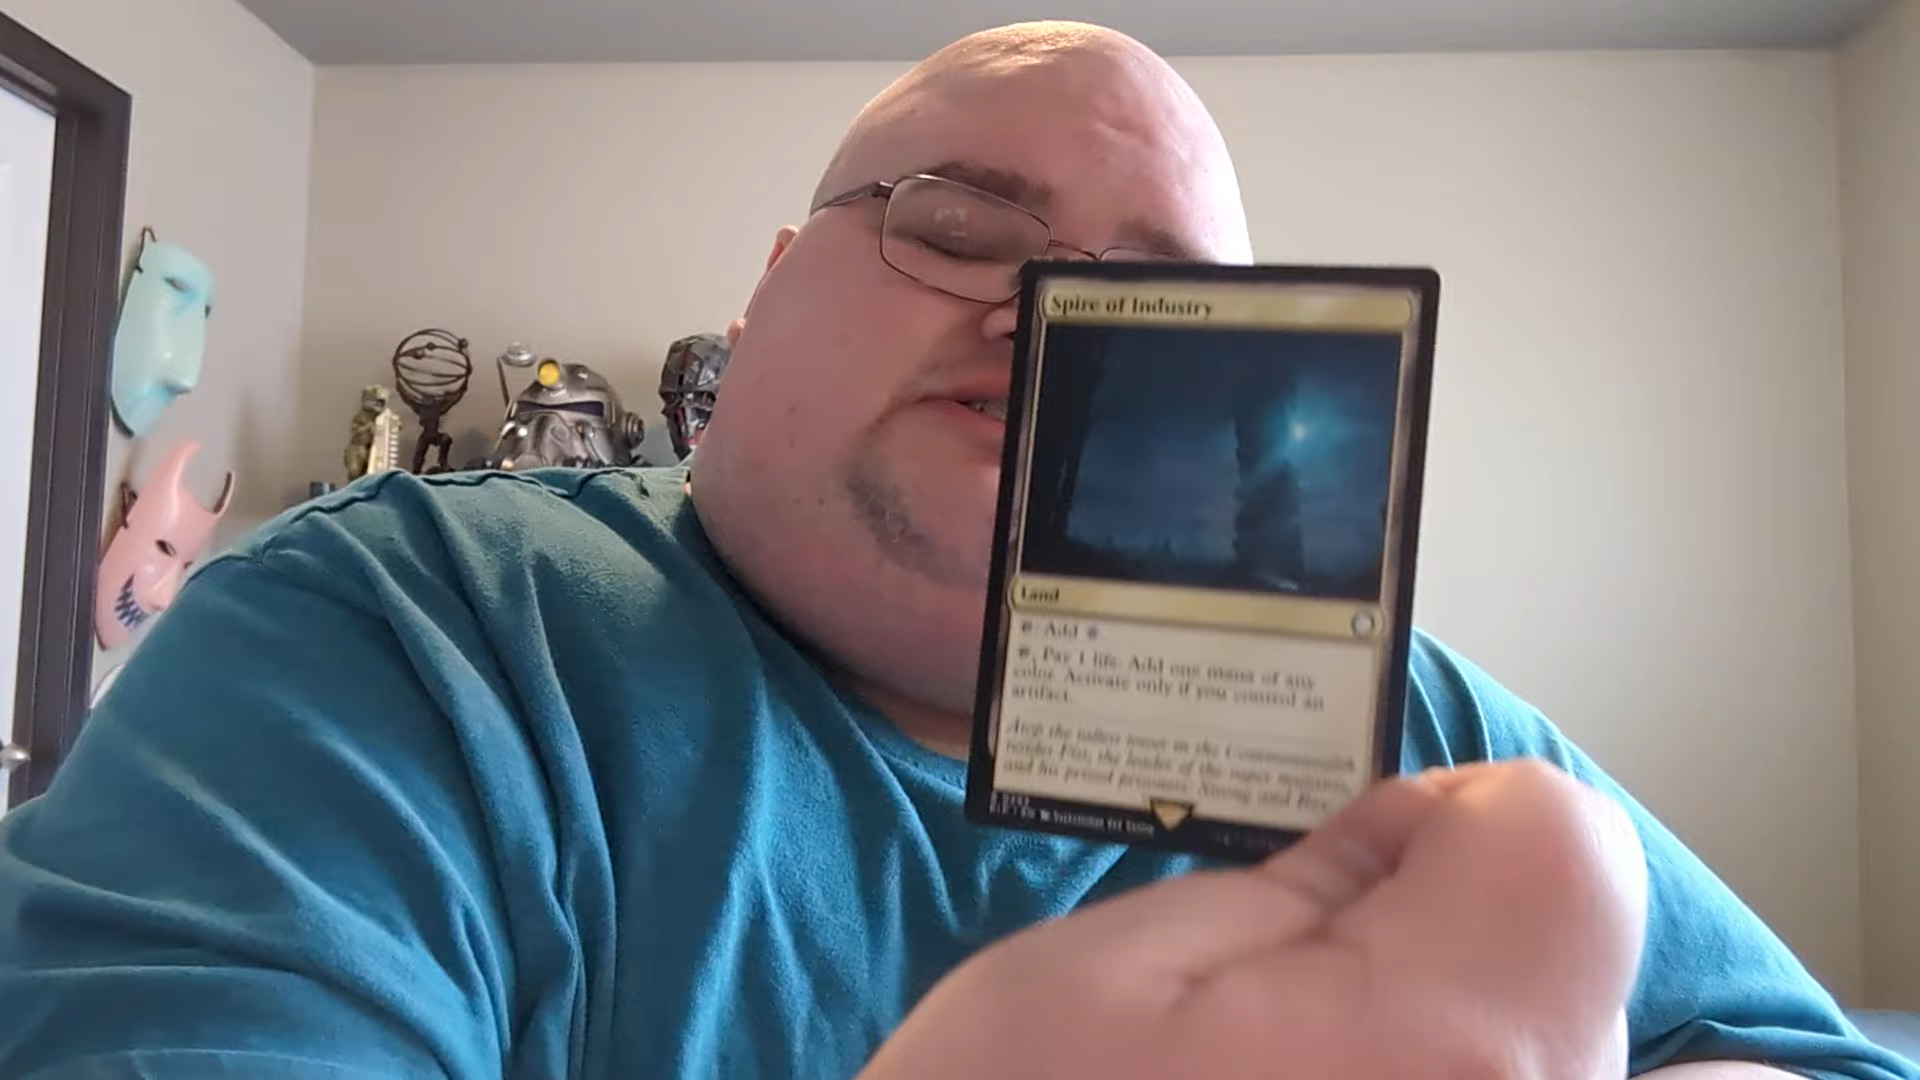 Spire of Industry
Land
: Add
, Pay 1 life: Add one mana of any
color. Activate only if you control an
artifact.
Atop the tallest tower in the Commonwealth
resides Fist, the leader of the super mutants,
and his prized prisoners: Strong and Rex.